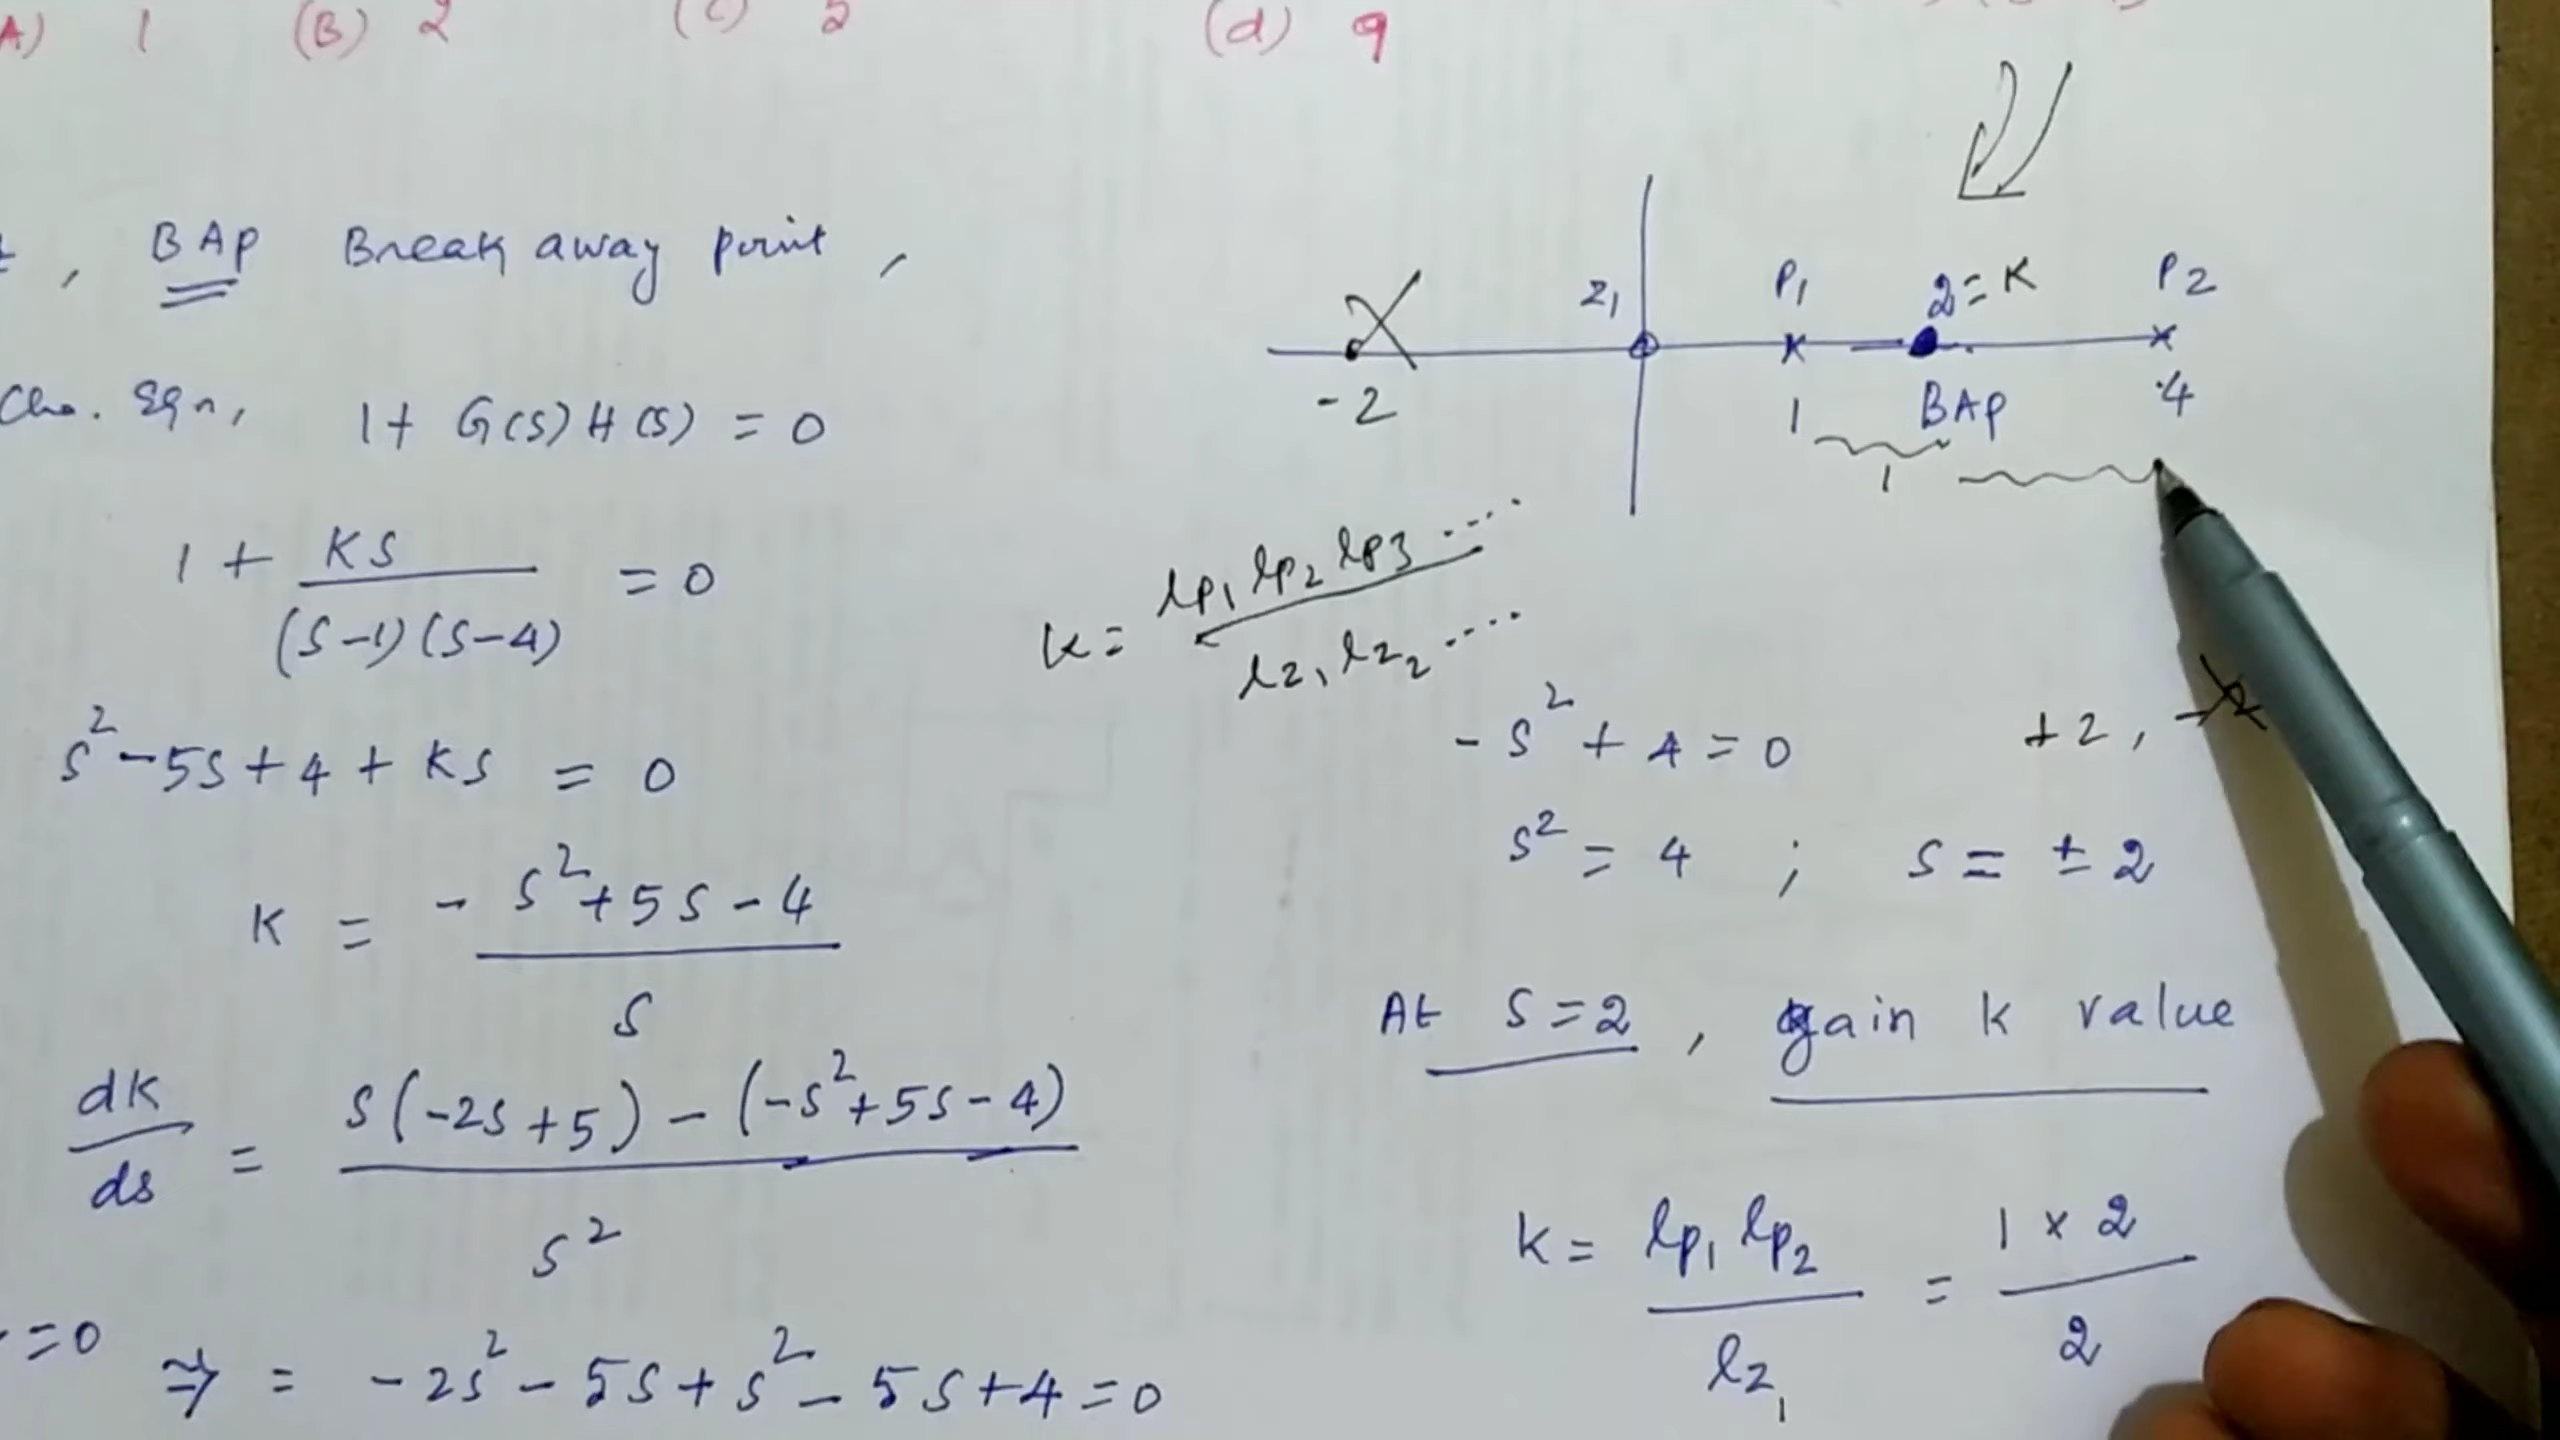 A) 1 (B) 2 (C) 5 (d) 9
, BAP Break away point,
Cha. Eqn, 1 + G(s) H(s) = 0
1 + KS / (S-1)(S-4) = 0
s² - 5s + 4 + Ks = 0
K = - s² + 5s - 4 / s
dK/ds = s(-2s+5) - (-s²+5s-4) / s²
=0 ⇒ = -2s² - 5s + s² - 5s + 4 = 0
Z1 P1 2 = K P2
-2 1 BAP 4
1
K = lp1 lp2 lp3 .... / lz1 lz2 ....
-s² + 4 = 0 +2, -2
s² = 4 ; s = ± 2
At S=2, gain k value
k = lp1 lp2 / lz1 = 1 x 2 / 2